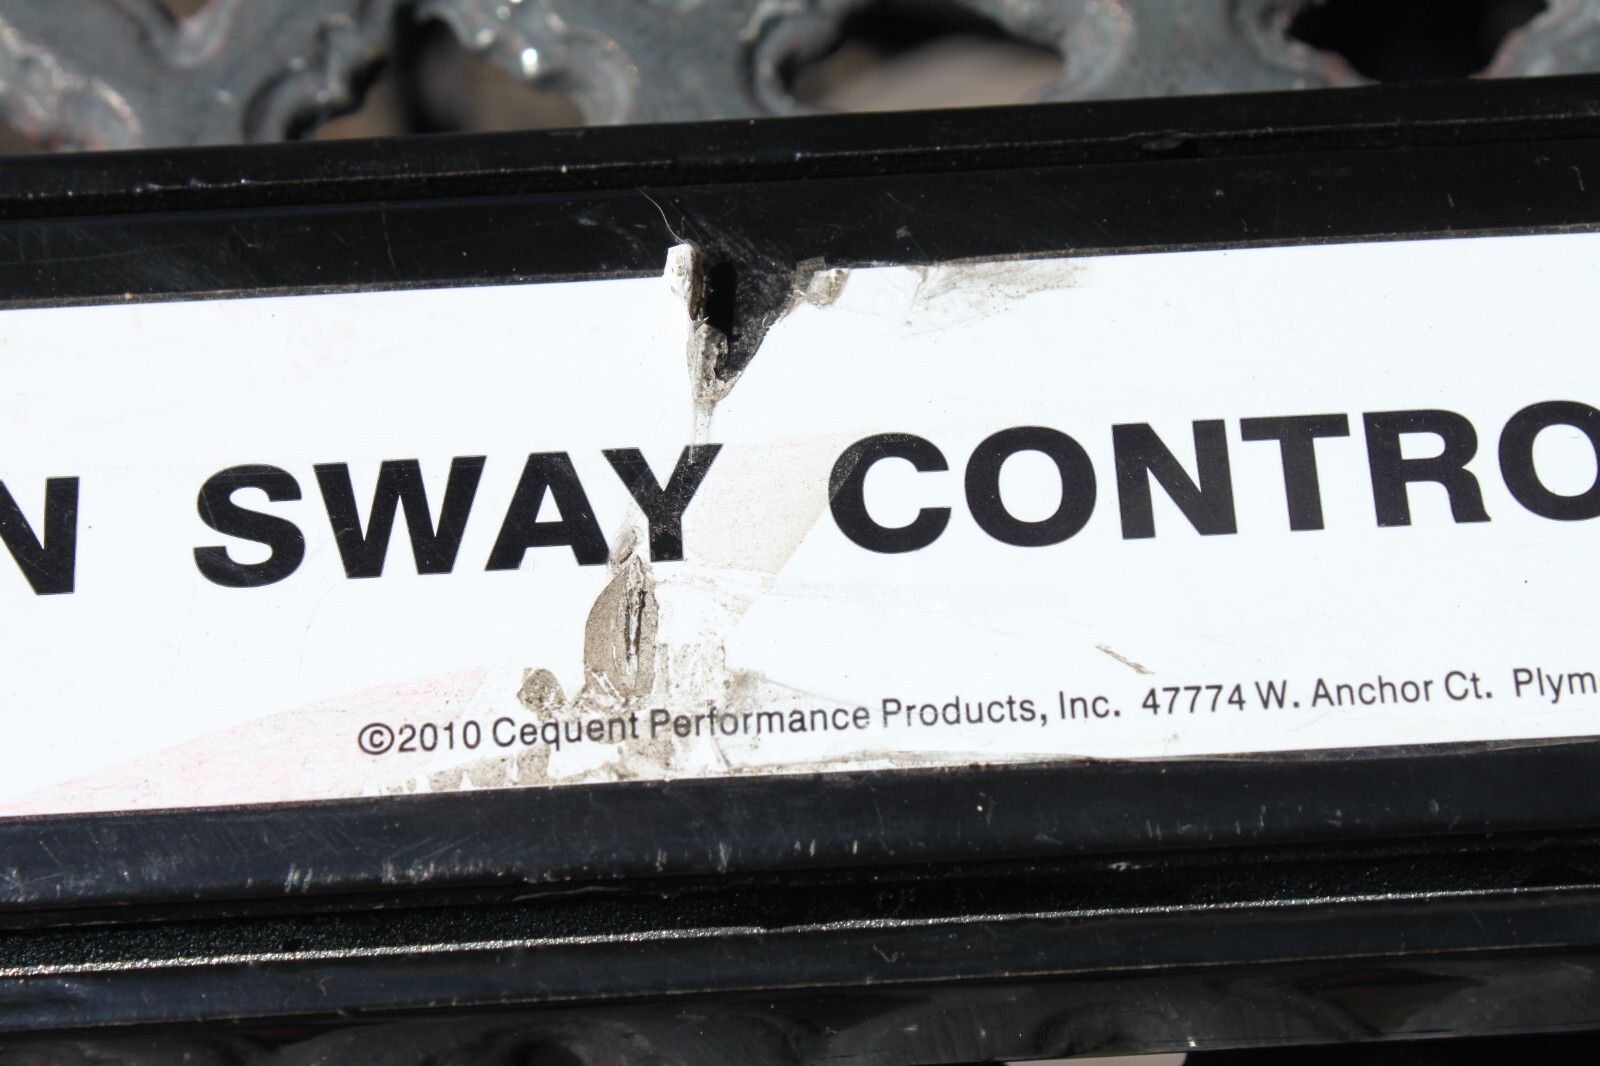 N SWAY CONTRO
©2010 Cequent Performance Products, Inc. 47774 W. Anchor Ct. Plym